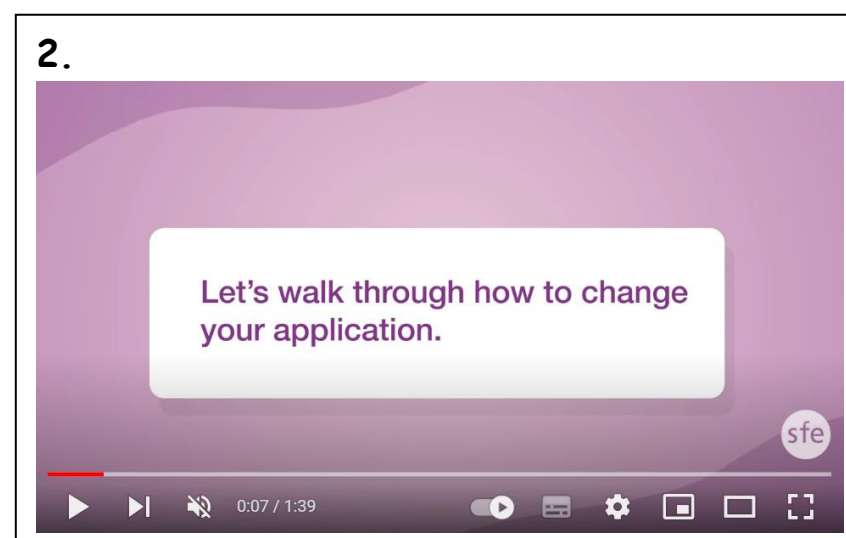 2.
Let's walk through how to change
your application.
sfe
0:07 / 1:39